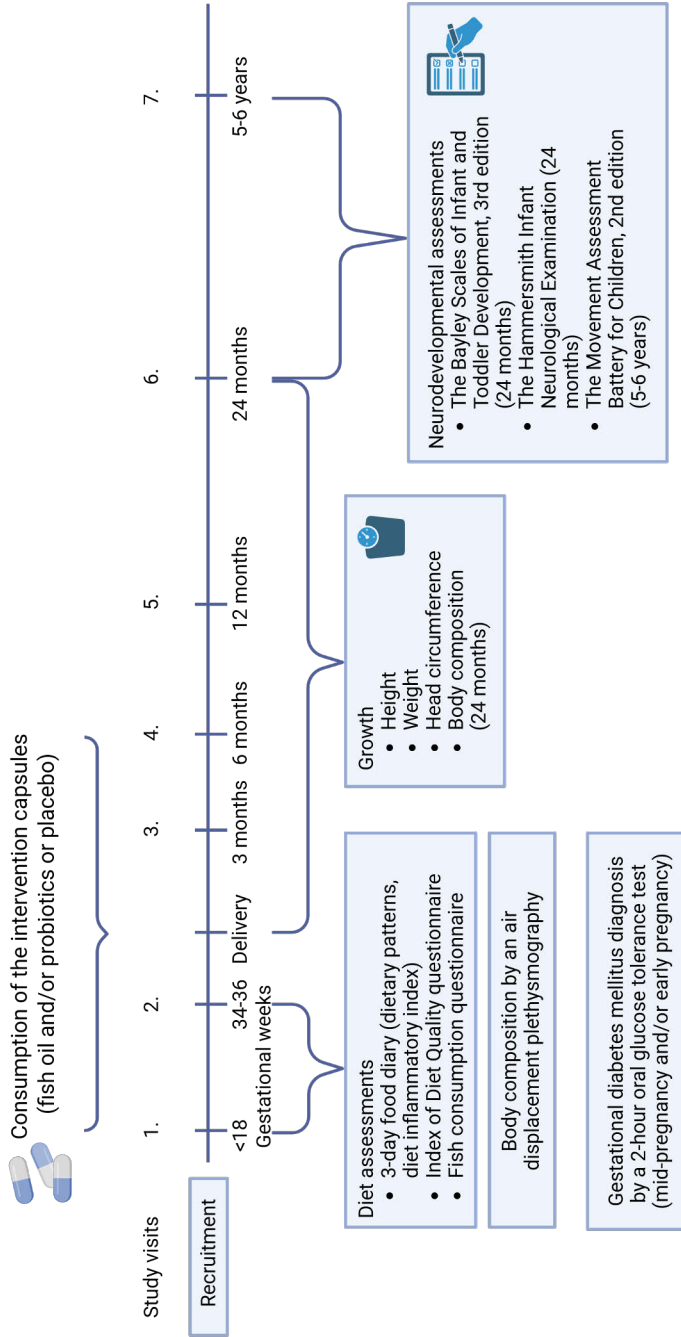 Consumption of the intervention capsules
(fish oil and/or probiotics or placebo)
Study visits
1.
2.
3.
4.
5.
6.
7.
Recruitment
<18
34-36
Gestational weeks
Delivery
3 months
6 months
12 months
24 months
5-6 years
Diet assessments
• 3-day food diary (dietary patterns,
diet inflammatory index)
• Index of Diet Quality questionnaire
• Fish consumption questionnaire
Body composition by an air
displacement plethysmography
Gestational diabetes mellitus diagnosis
by a 2-hour oral glucose tolerance test
(mid-pregnancy and/or early pregnancy)
Growth
• Height
• Weight
• Head circumference
• Body composition
(24 months)
Neurodevelopmental assessments
• The Bayley Scales of Infant and
Toddler Development, 3rd edition
(24 months)
• The Hammersmith Infant
Neurological Examination (24
months)
• The Movement Assessment
Battery for Children, 2nd edition
(5-6 years)